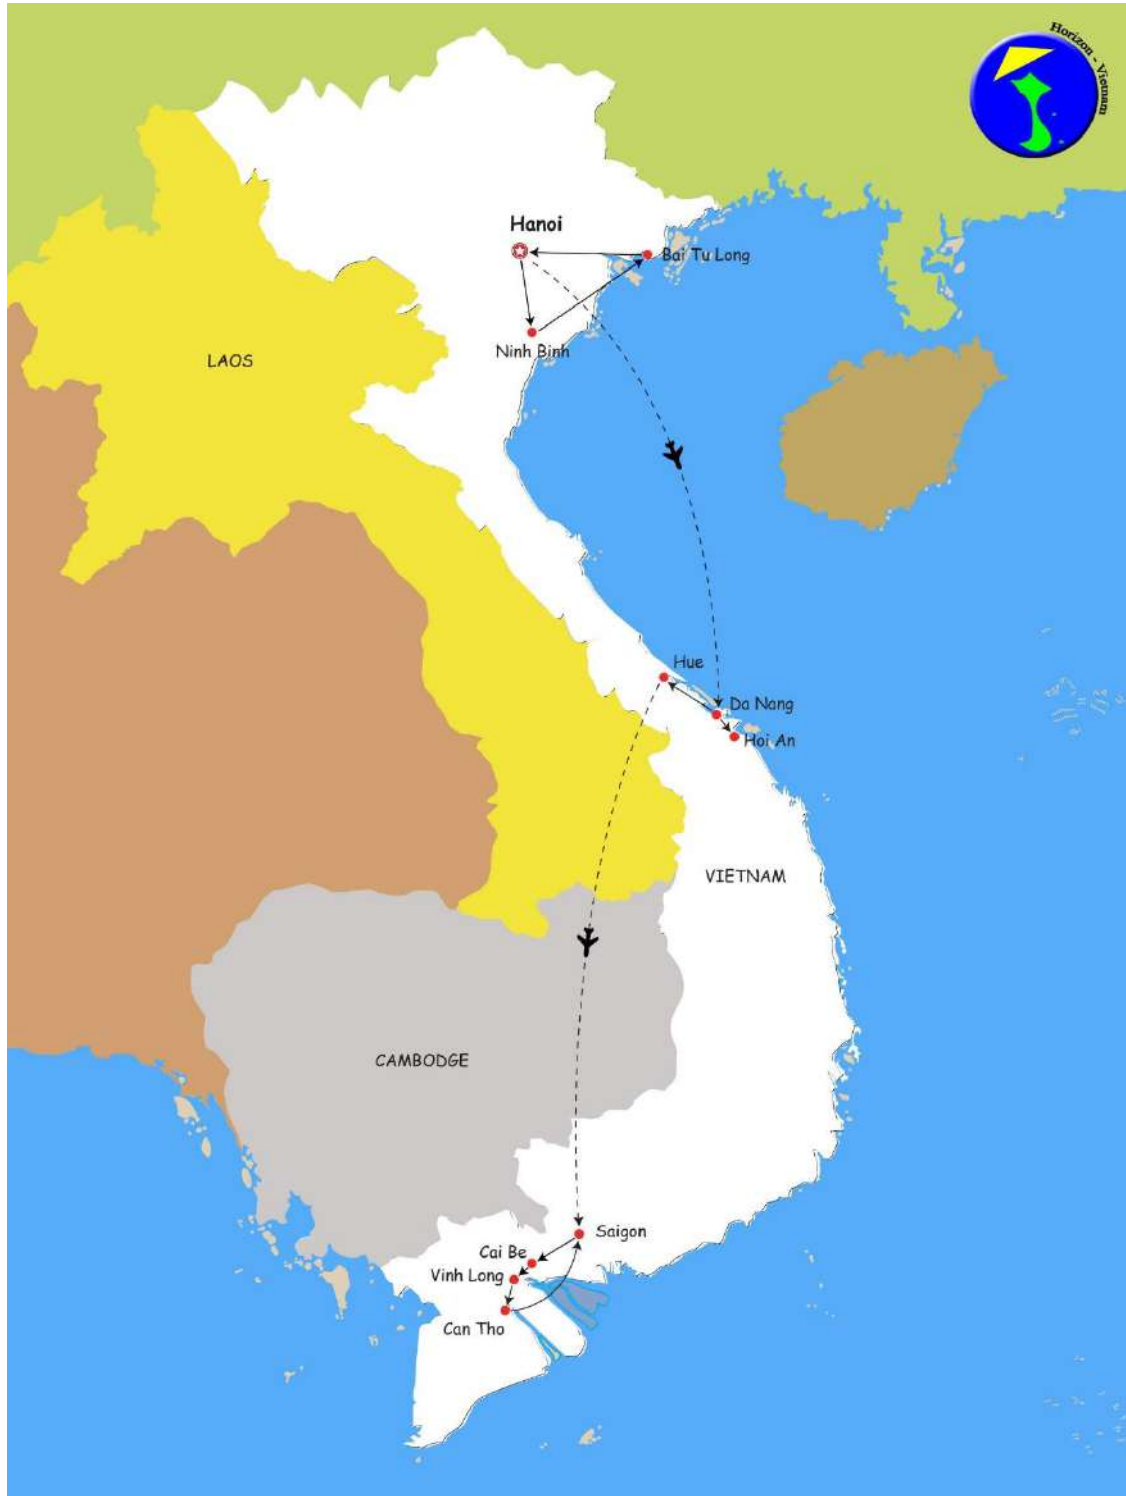 Horizon - Vietnam
Hanoi
Bai Tu Long
Ninh Binh
LAOS
Hue
Da Nang
Hoi An
VIETNAM
CAMBODGE
Saigon
Cai Be
Vinh Long
Can Tho